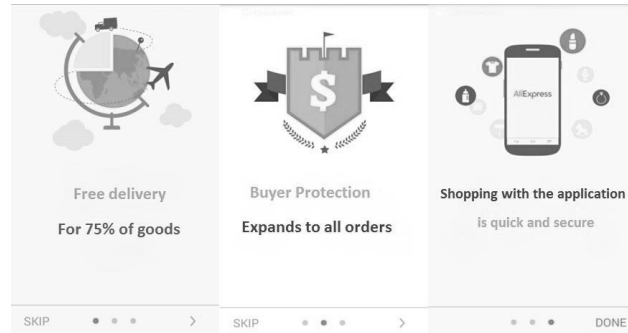 Free delivery
For 75% of goods
SKIP
$
Buyer Protection
Expands to all orders
SKIP
AliExpress
Shopping with the application
is quick and secure
DONE